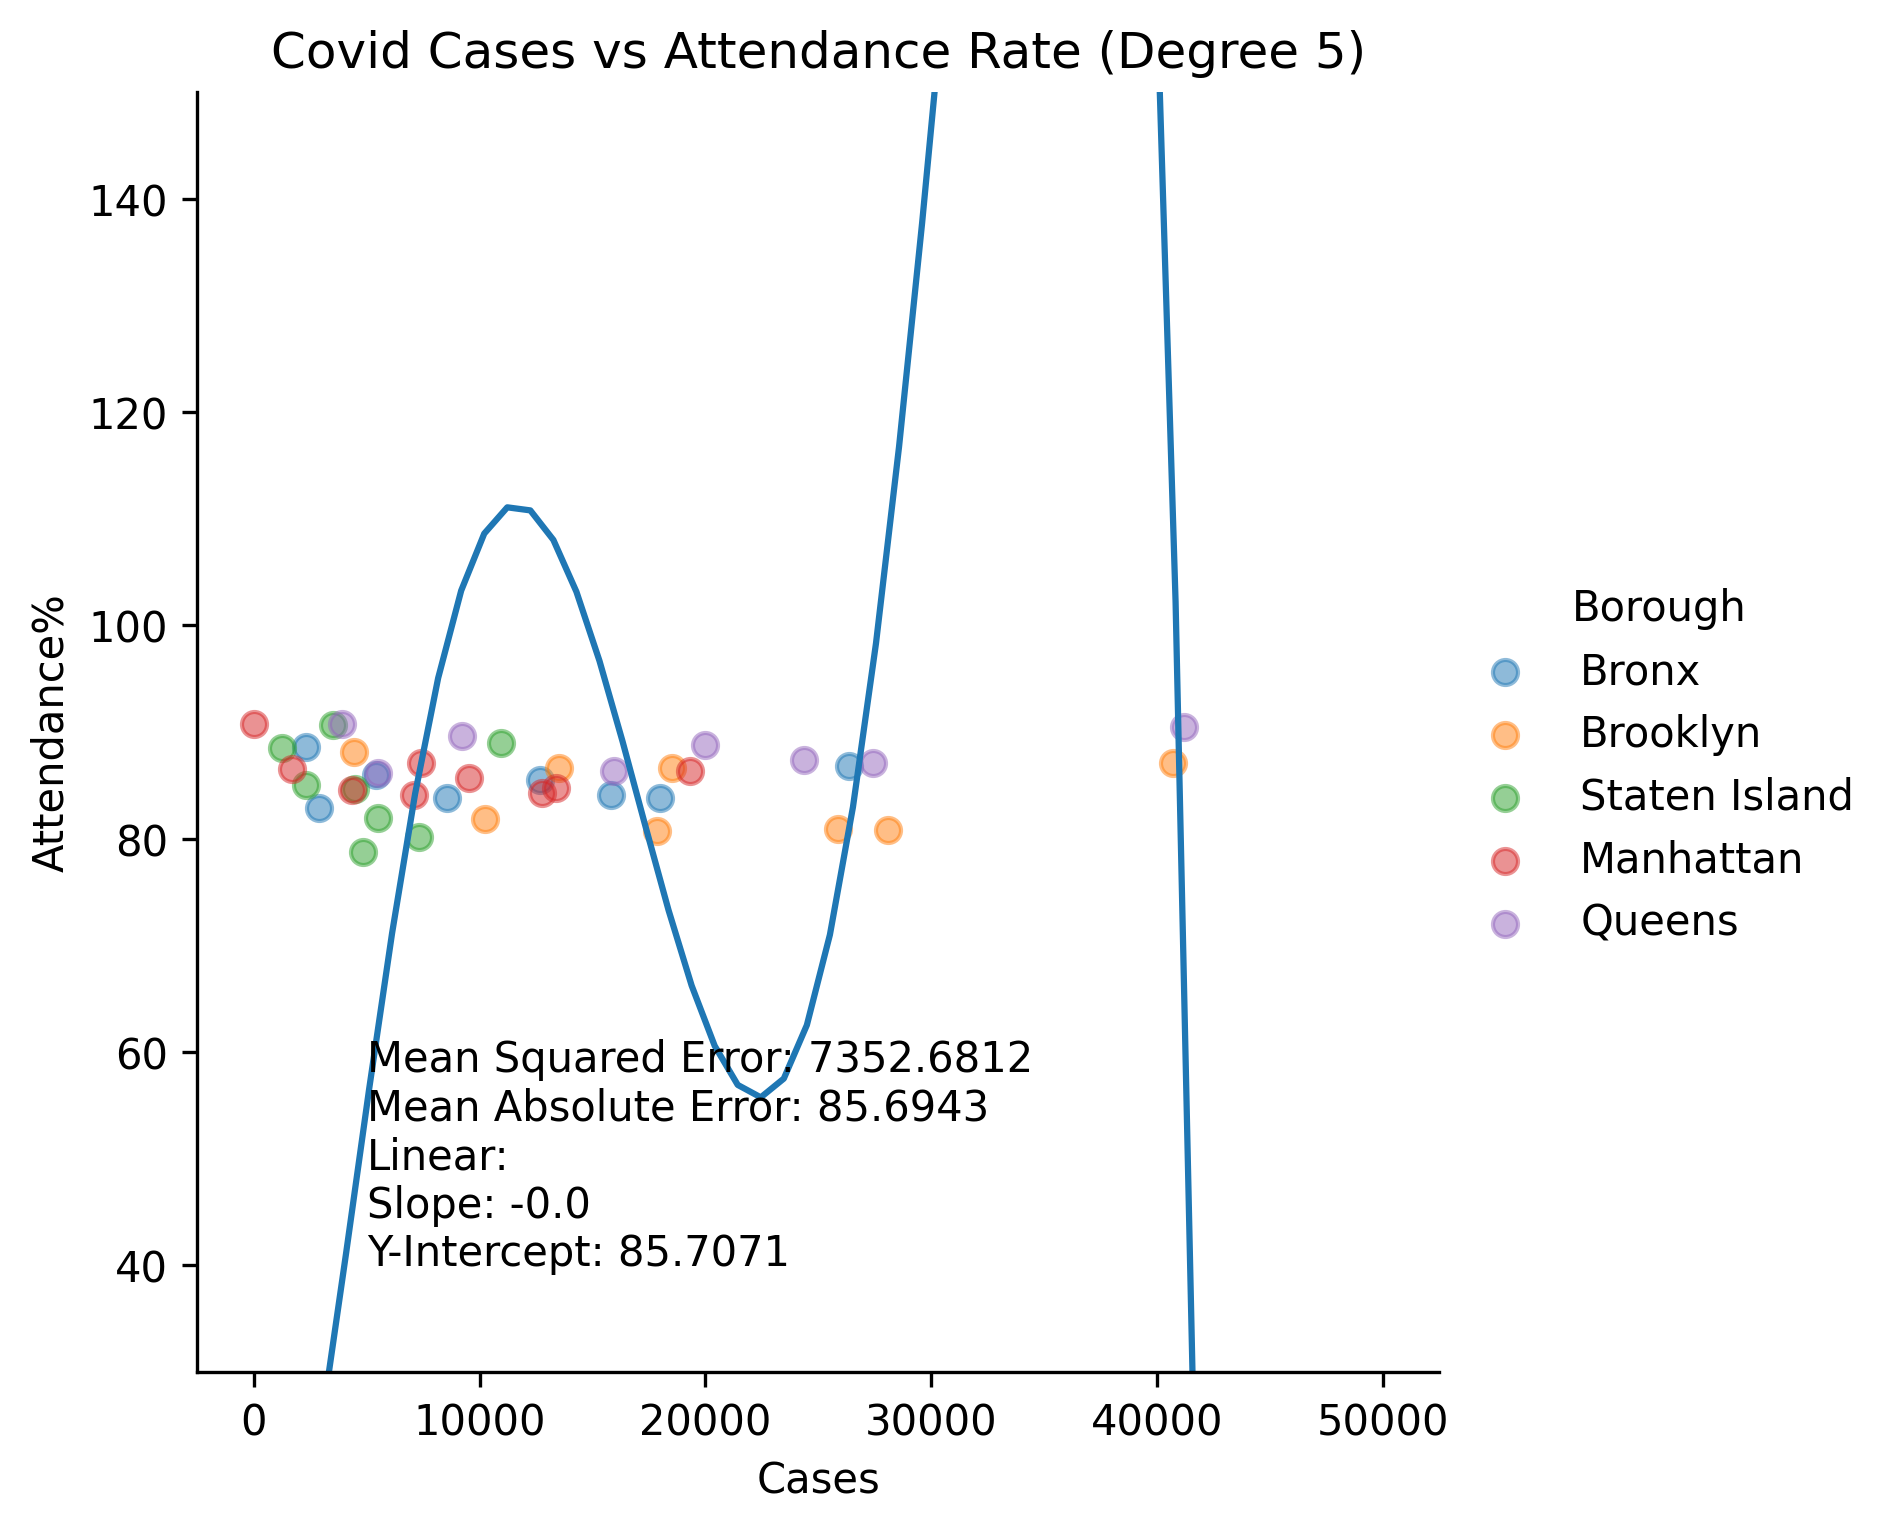 Covid Cases vs Attendance Rate (Degree 5)
Attendance%
140
120
100
80
60
40
Mean Squared Error: 7352.6812
Mean Absolute Error: 85.6943
Linear:
Slope: -0.0
Y-Intercept: 85.7071
0 10000 20000 30000 40000 50000
Cases
Borough
Bronx
Brooklyn
Staten Island
Manhattan
Queens